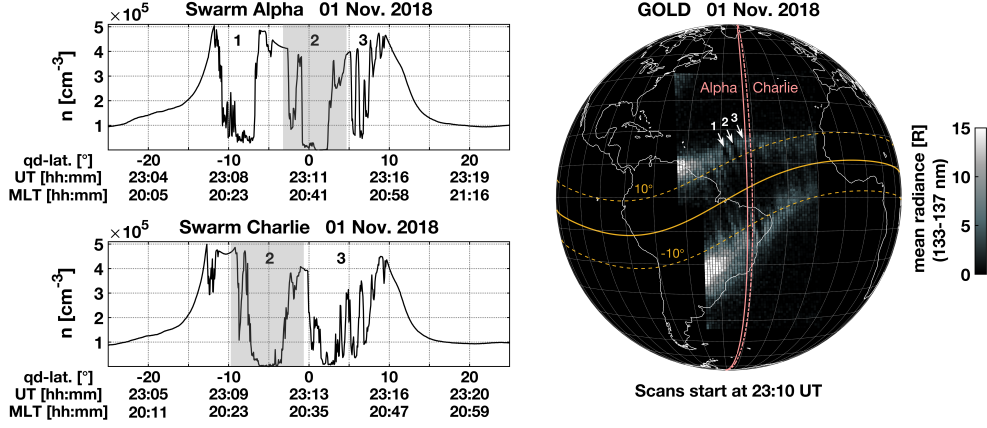 Swarm Alpha 01 Nov. 2018
×10⁵
n [cm⁻³]
5
4
3
2
1
1 2 3
qd-lat. [°] -20 -10 0 10 20
UT [hh:mm] 23:04 23:08 23:11 23:16 23:19
MLT [hh:mm] 20:05 20:23 20:41 20:58 21:16
Swarm Charlie 01 Nov. 2018
×10⁵
n [cm⁻³]
5
4
3
2
1
2 3
qd-lat. [°] -20 -10 0 10 20
UT [hh:mm] 23:05 23:09 23:13 23:16 23:20
MLT [hh:mm] 20:11 20:23 20:35 20:47 20:59
GOLD 01 Nov. 2018
Alpha Charlie
1 2 3
10°
-10°
Scans start at 23:10 UT
mean radiance [R]
(133-137 nm)
15
10
5
0